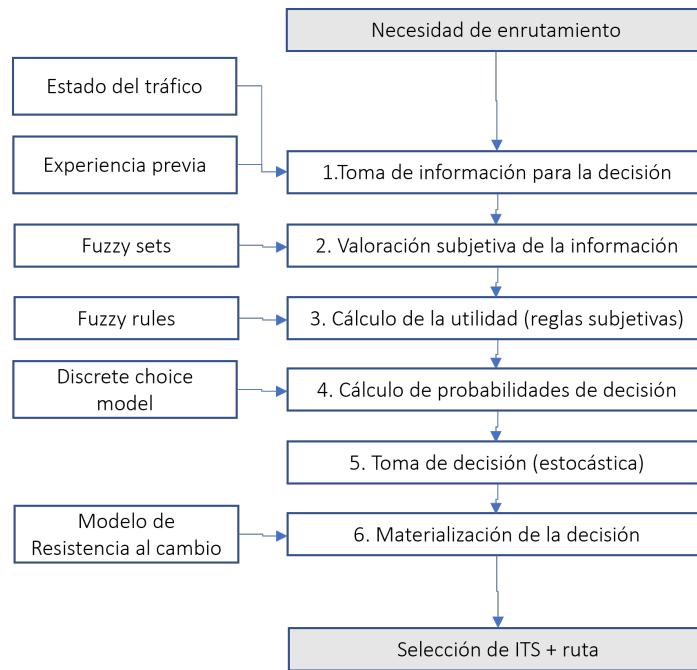 Necesidad de enrutamiento
Estado del tráfico
Experiencia previa
1.Toma de información para la decisión
Fuzzy sets
2. Valoración subjetiva de la información
Fuzzy rules
3. Cálculo de la utilidad (reglas subjetivas)
Discrete choice
model
4. Cálculo de probabilidades de decisión
5. Toma de decisión (estocástica)
Modelo de
Resistencia al cambio
6. Materialización de la decisión
Selección de ITS + ruta